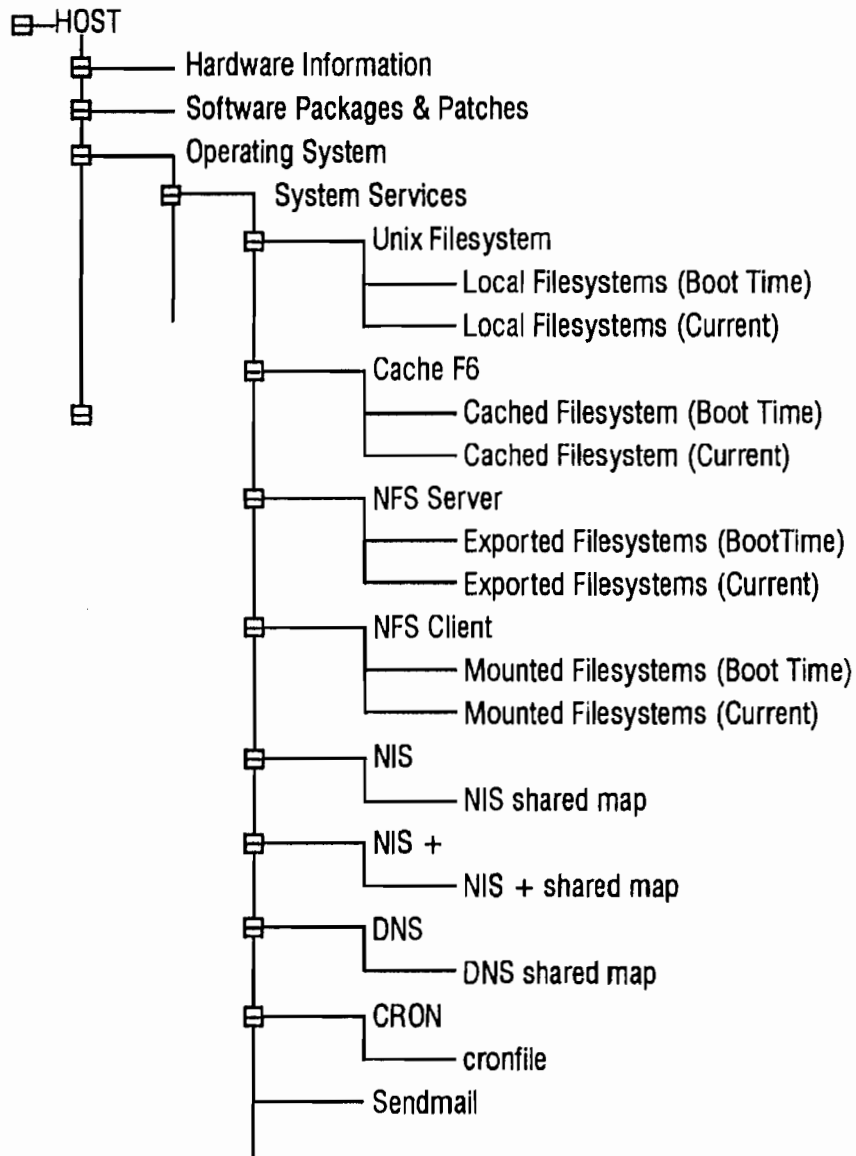 HOST
Hardware Information
Software Packages & Patches
Operating System
System Services
Unix Filesystem
Local Filesystems (Boot Time)
Local Filesystems (Current)
Cache F6
Cached Filesystem (Boot Time)
Cached Filesystem (Current)
NFS Server
Exported Filesystems (BootTime)
Exported Filesystems (Current)
NFS Client
Mounted Filesystems (Boot Time)
Mounted Filesystems (Current)
NIS
NIS shared map
NIS +
NIS + shared map
DNS
DNS shared map
CRON
cronfile
Sendmail